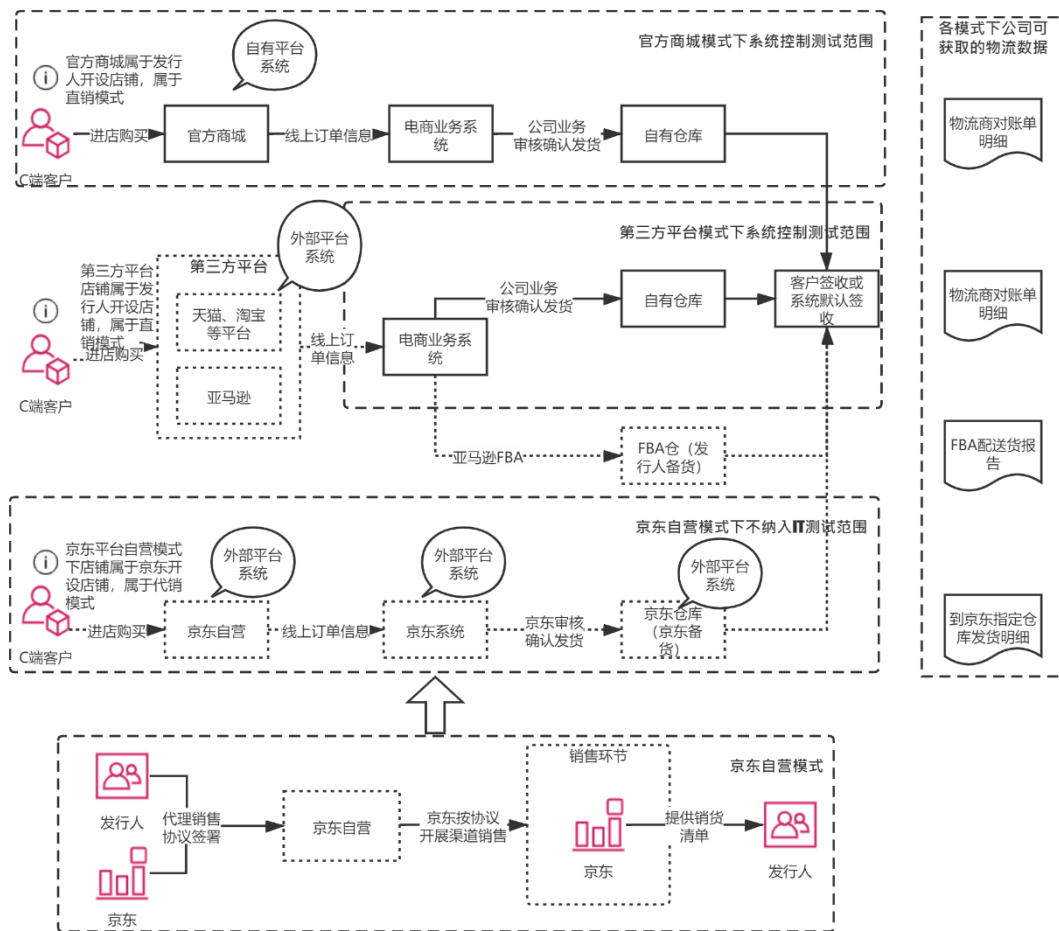 官方商城模式下系统控制测试范围
自有平台
系统
官方商城属于发行
人开设店铺，属于
直销模式
进店购买
官方商城
线上订单信息
电商业务系
统
公司业务
审核确认发货
自有仓库
C端客户
第三方平台模式下系统控制测试范围
外部平台
系统
第三方平台
第三方平台
店铺属于发
行人开设店
铺，属于直
销模式
进店购买
C端客户
天猫、淘宝
等平台
亚马逊
线上订
单信息
电商业务系
统
公司业务
审核确认发货
自有仓库
客户签收或
系统默认签
收
亚马逊FBA
FBA仓（发
行人备货）
京东自营模式下不纳入IT测试范围
京东平台自营模式
下店铺属于京东开
设店铺，属于代销
模式
外部平台
系统
外部平台
系统
外部平台
系统
进店购买
京东自营
线上订单信息
京东系统
京东审核
确认发货
京东仓库
（京东备
货）
C端客户
京东自营模式
发行人
京东
代理销售
协议签署
京东自营
京东按协议
开展渠道销售
销售环节
京东
提供销货
清单
发行人
各模式下公司可
获取的物流数据
物流商对账单
明细
物流商对账单
明细
FBA配送货报
告
到京东指定仓
库发货明细